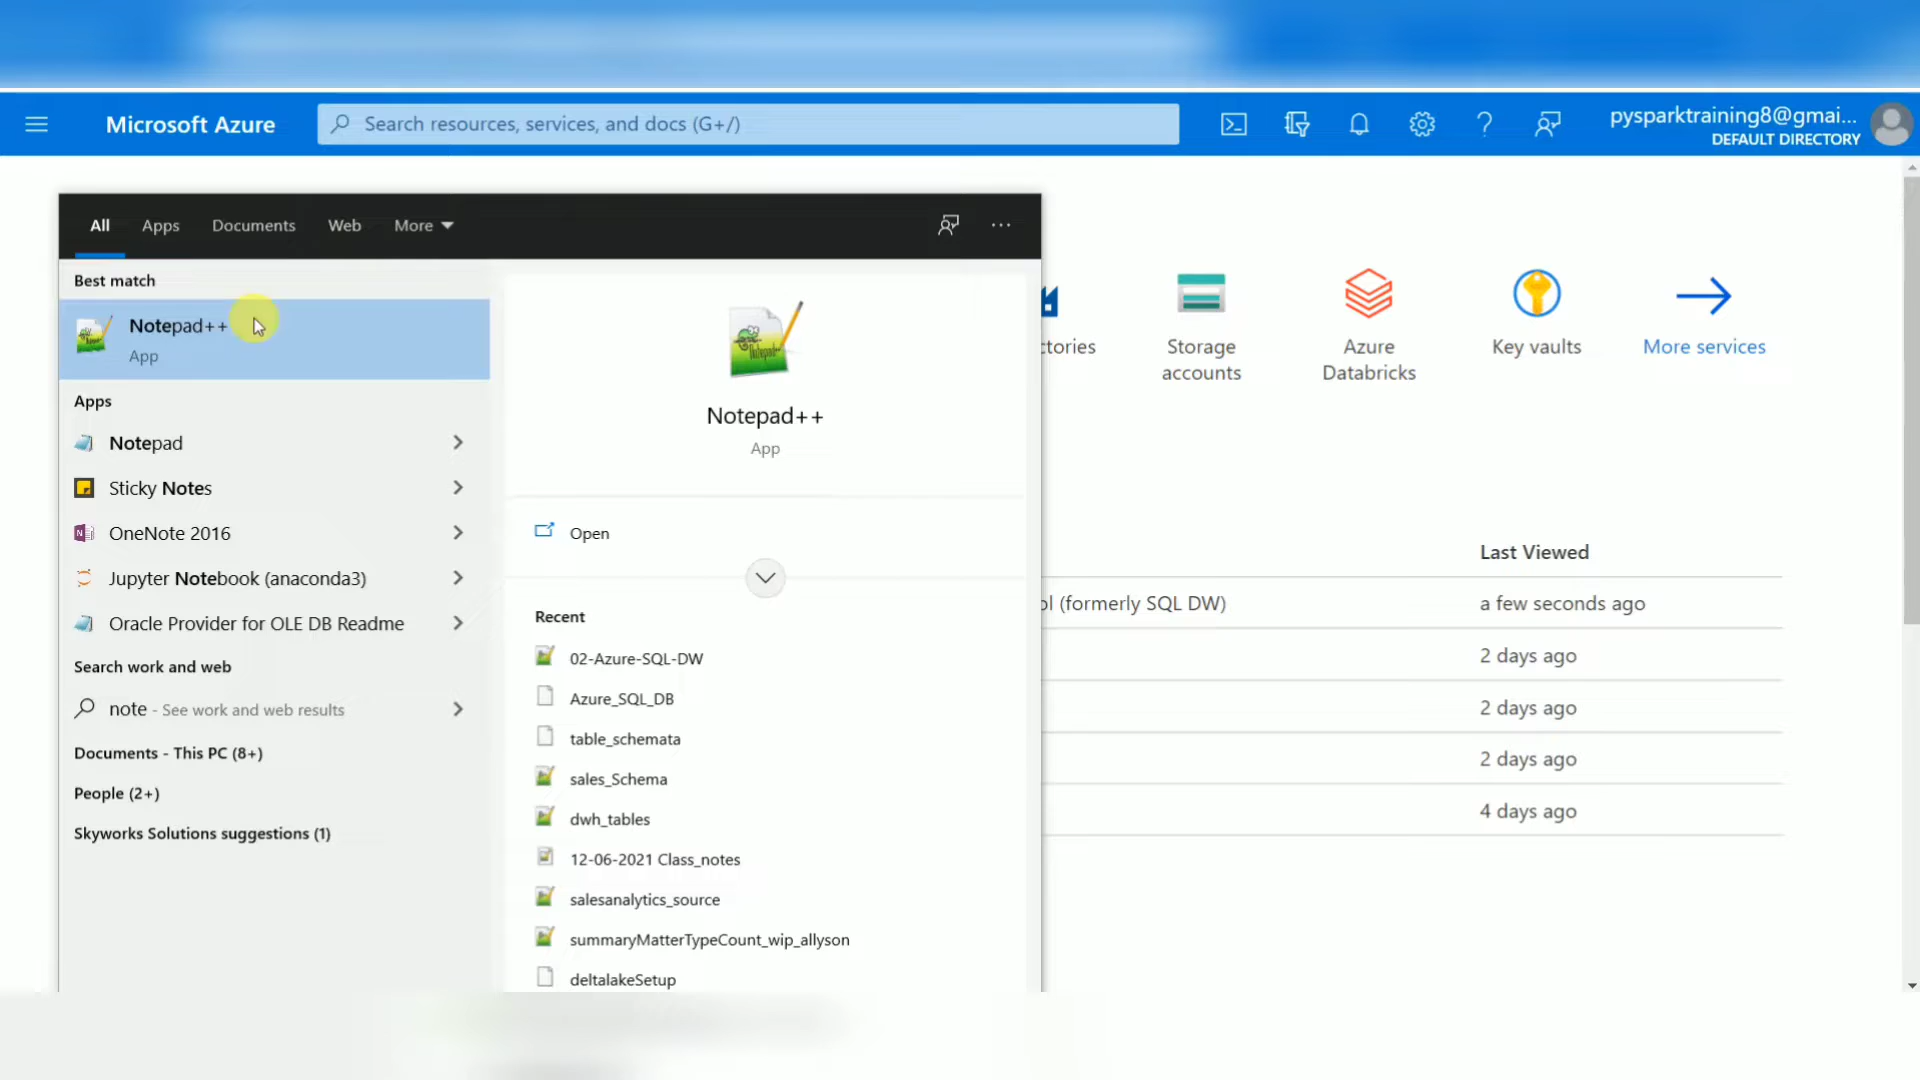 Microsoft Azure
Search resources, services, and docs (G+/)
pysparktraining8@gmai...
DEFAULT DIRECTORY
All
Apps
Documents
Web
More
Best match
Notepad++
App
Apps
Notepad
Sticky Notes
OneNote 2016
Jupyter Notebook (anaconda3)
Oracle Provider for OLE DB Readme
Search work and web
note - See work and web results
Documents - This PC (8+)
People (2+)
Skyworks Solutions suggestions (1)
Notepad++
App
Open
Recent
02-Azure-SQL-DW
Azure_SQL_DB
table_schemata
sales_Schema
dwh_tables
12-06-2021 Class_notes
salesanalytics_source
summaryMatterTypeCount_wip_allyson
deltalakeSetup
ctories
Storage
accounts
Azure
Databricks
Key vaults
More services
Last Viewed
ol (formerly SQL DW)
a few seconds ago
2 days ago
2 days ago
2 days ago
4 days ago